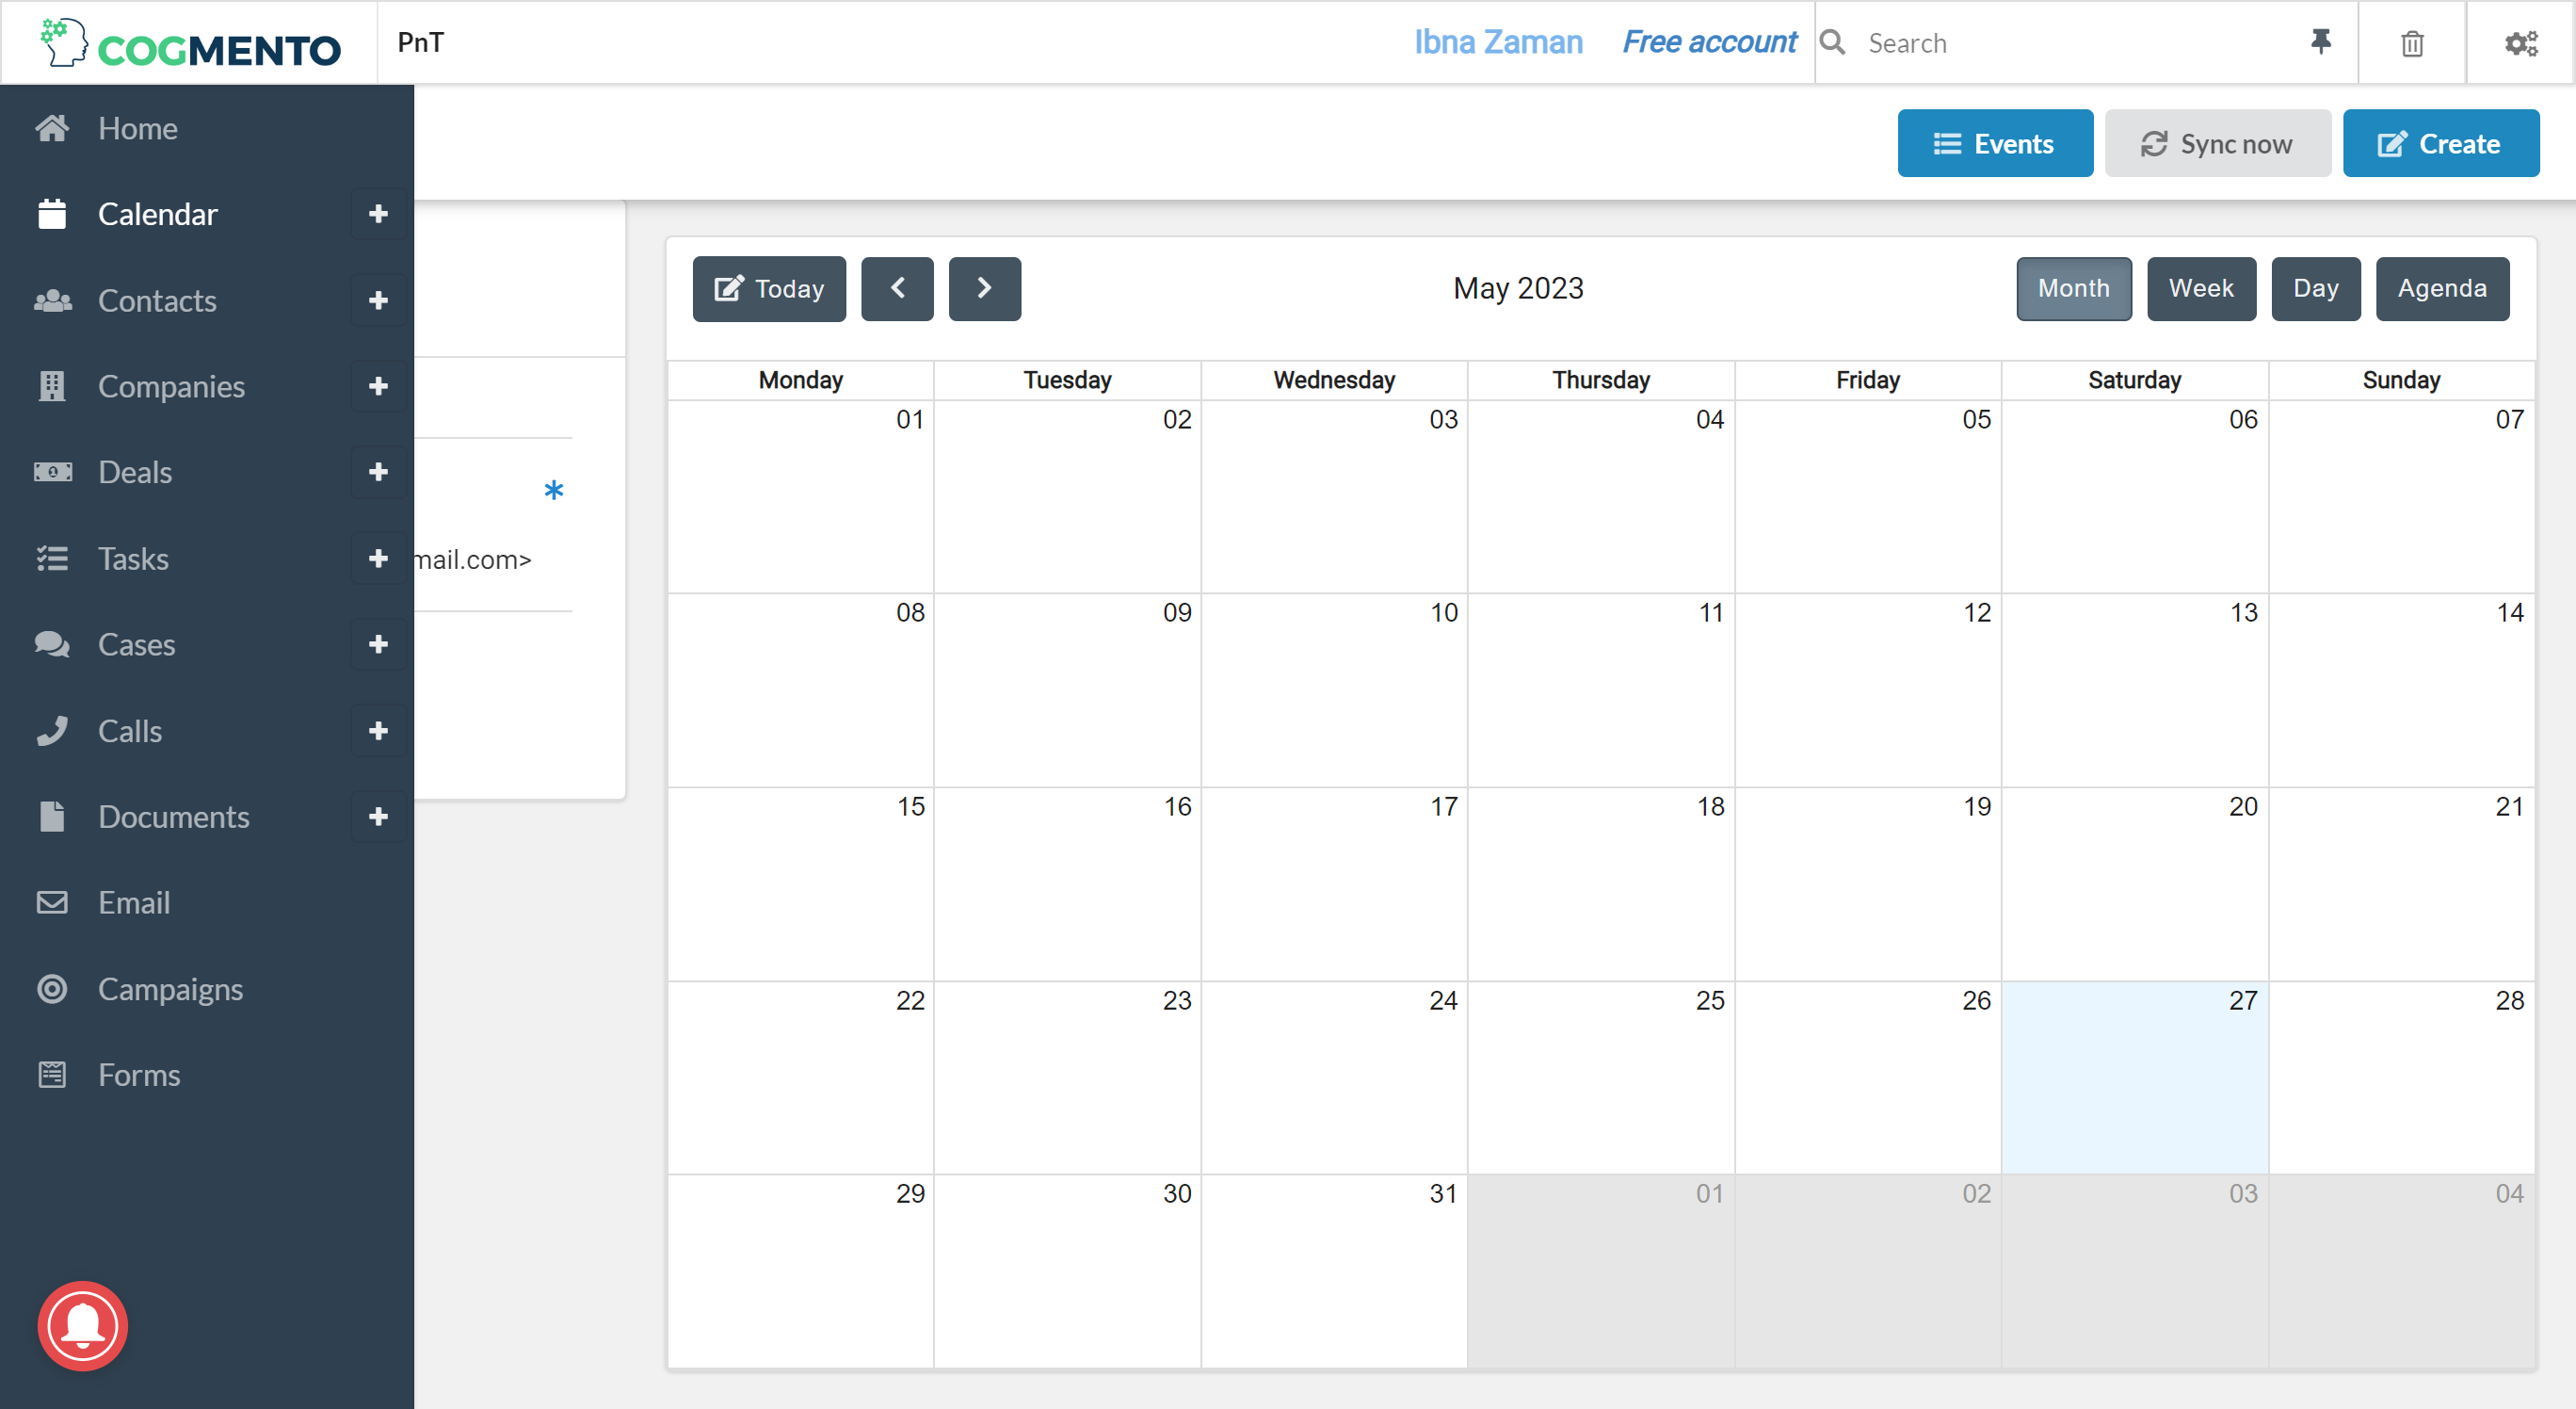 COGMENTO
PnT
Ibna Zaman
Free account
Search
Home
Calendar
Contacts
Companies
Deals
Tasks
Cases
Calls
Documents
Email
Campaigns
Forms
Events
Sync now
Create
mail.com>
Today
May 2023
Month
Week
Day
Agenda
Monday Tuesday Wednesday Thursday Friday Saturday Sunday
01 02 03 04 05 06 07
08 09 10 11 12 13 14
15 16 17 18 19 20 21
22 23 24 25 26 27 28
29 30 31 01 02 03 04